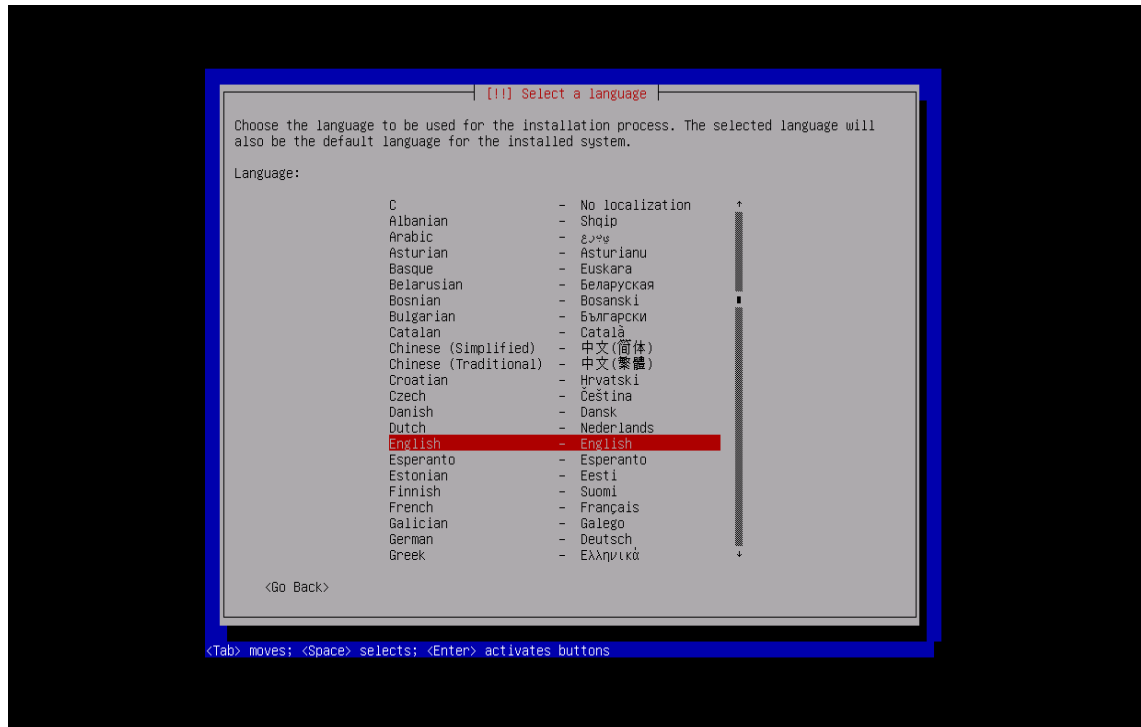 [!!] Select a language
Choose the language to be used for the installation process. The selected language will
also be the default language for the installed system.
Language:
C - No localization
Albanian - Shqip
Arabic - عربي
Asturian - Asturianu
Basque - Euskara
Belarusian - Беларуская
Bosnian - Bosanski
Bulgarian - Български
Catalan - Català
Chinese (Simplified) - 中文(简体)
Chinese (Traditional) - 中文(繁體)
Croatian - Hrvatski
Czech - Čeština
Danish - Dansk
Dutch - Nederlands
English - English
Esperanto - Esperanto
Estonian - Eesti
Finnish - Suomi
French - Français
Galician - Galego
German - Deutsch
Greek - Ελληνικά
<Go Back>
<Tab> moves; <Space> selects; <Enter> activates buttons